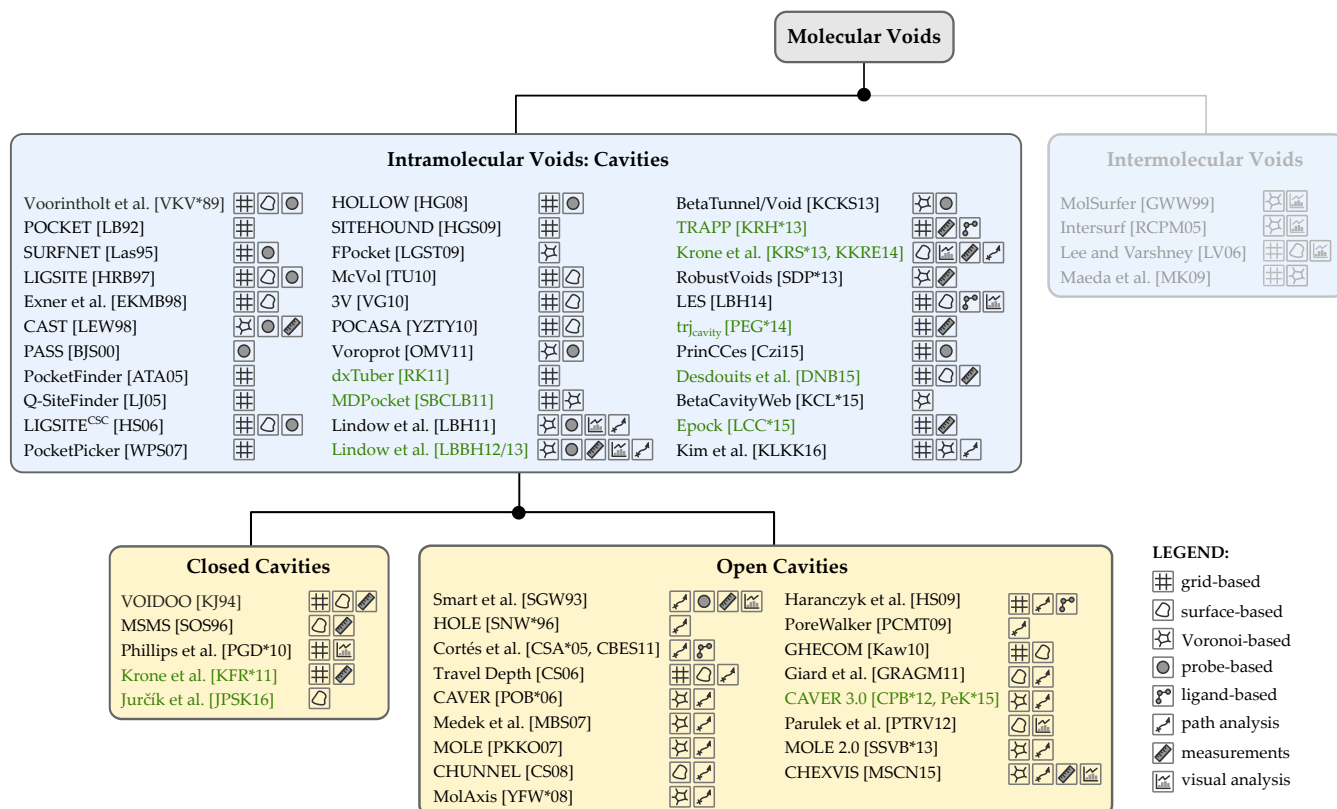 Molecular Voids
Intramolecular Voids: Cavities
Voorintholt et al. [VKV*89]
POCKET [LB92]
SURFNET [Las95]
LIGSITE [HRB97]
Exner et al. [EKMB98]
CAST [LEW98]
PASS [BJS00]
PocketFinder [ATA05]
Q-SiteFinder [LJ05]
LIGSITE^CSC [HS06]
PocketPicker [WPS07]
HOLLOW [HG08]
SITEHOUND [HGS09]
FPocket [LGST09]
McVol [TU10]
3V [VG10]
POCASA [YZTY10]
Voroprot [OMV11]
dxTuber [RK11]
MDPocket [SBCLB11]
Lindow et al. [LBH11]
Lindow et al. [LBBH12/13]
BetaTunnel/Void [KCKS13]
TRAPP [KRH*13]
Krone et al. [KRS*13, KKRE14]
RobustVoids [SDP*13]
LES [LBH14]
trj_cavity [PEG*14]
PrinCCes [Czi15]
Desdouits et al. [DNB15]
BetaCavityWeb [KCL*15]
Epock [LCC*15]
Kim et al. [KLKK16]
Intermolecular Voids
MolSurfer [GWW99]
Intersurf [RCPM05]
Lee and Varshney [LV06]
Maeda et al. [MK09]
Closed Cavities
VOIDOO [KJ94]
MSMS [SOS96]
Phillips et al. [PGD*10]
Krone et al. [KFR*11]
Jurčík et al. [JPSK16]
Open Cavities
Smart et al. [SGW93]
HOLE [SNW*96]
Cortés et al. [CSA*05, CBES11]
Travel Depth [CS06]
CAVER [POB*06]
Medek et al. [MBS07]
MOLE [PKKO07]
CHUNNEL [CS08]
MolAxis [YFW*08]
Haranczyk et al. [HS09]
PoreWalker [PCMT09]
GHECOM [Kaw10]
Giard et al. [GRAGM11]
CAVER 3.0 [CPB*12, PeK*15]
Parulek et al. [PTRV12]
MOLE 2.0 [SSVB*13]
CHEXVIS [MSCN15]
LEGEND:
grid-based
surface-based
Voronoi-based
probe-based
ligand-based
path analysis
measurements
visual analysis